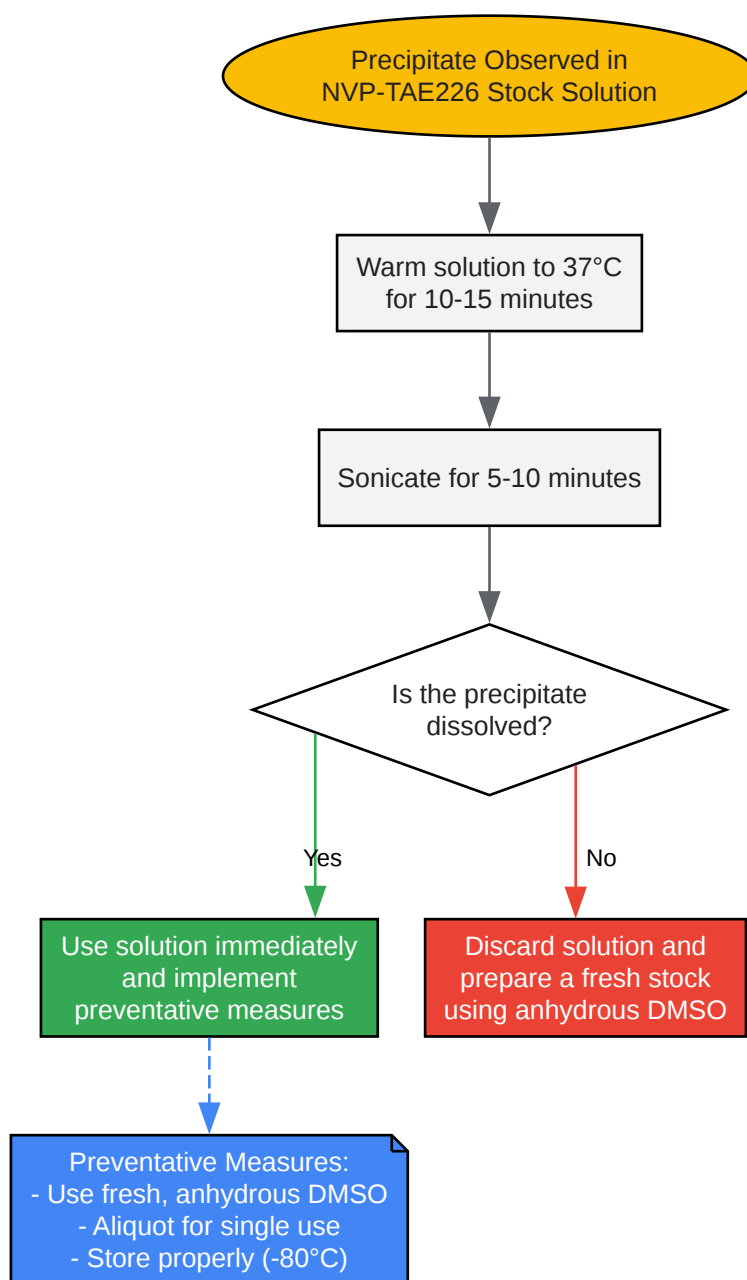 Precipitate Observed in
NVP-TAE226 Stock Solution
Warm solution to 37°C
for 10-15 minutes
Sonicate for 5-10 minutes
Is the precipitate
dissolved?
Yes
No
Use solution immediately
and implement
preventative measures
Discard solution and
prepare a fresh stock
using anhydrous DMSO
Preventative Measures:
- Use fresh, anhydrous DMSO
- Aliquot for single use
- Store properly (-80°C)